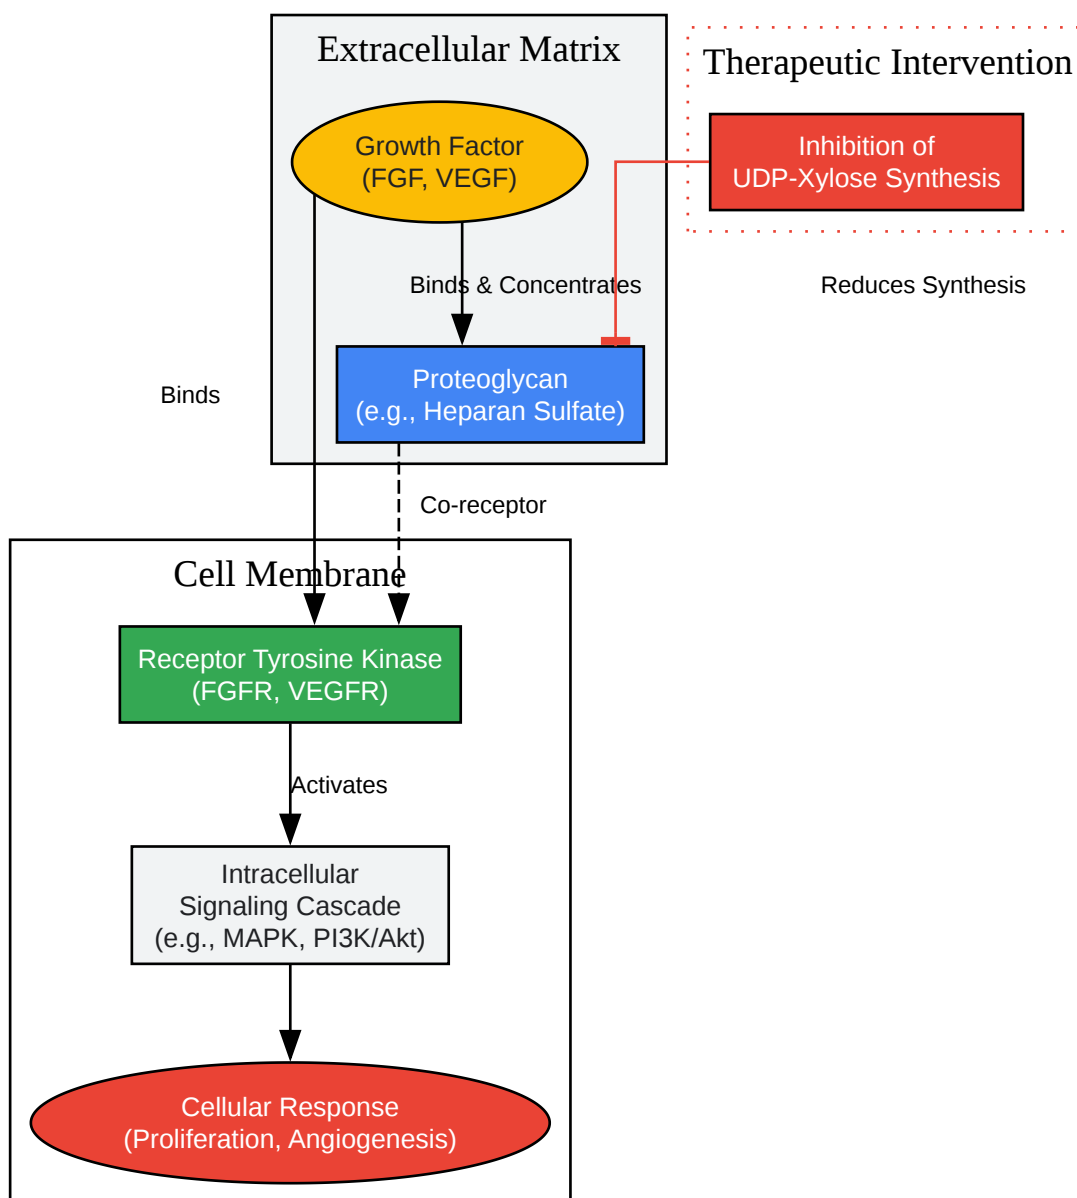 Extracellular Matrix
Therapeutic Intervention
Growth Factor
(FGF, VEGF)
Inhibition of
UDP-Xylose Synthesis
Binds & Concentrates
Reduces Synthesis
Proteoglycan
(e.g., Heparan Sulfate)
Binds
Co-receptor
Cell Membrane
Receptor Tyrosine Kinase
(FGFR, VEGFR)
Activates
Intracellular
Signaling Cascade
(e.g., MAPK, PI3K/Akt)
Cellular Response
(Proliferation, Angiogenesis)